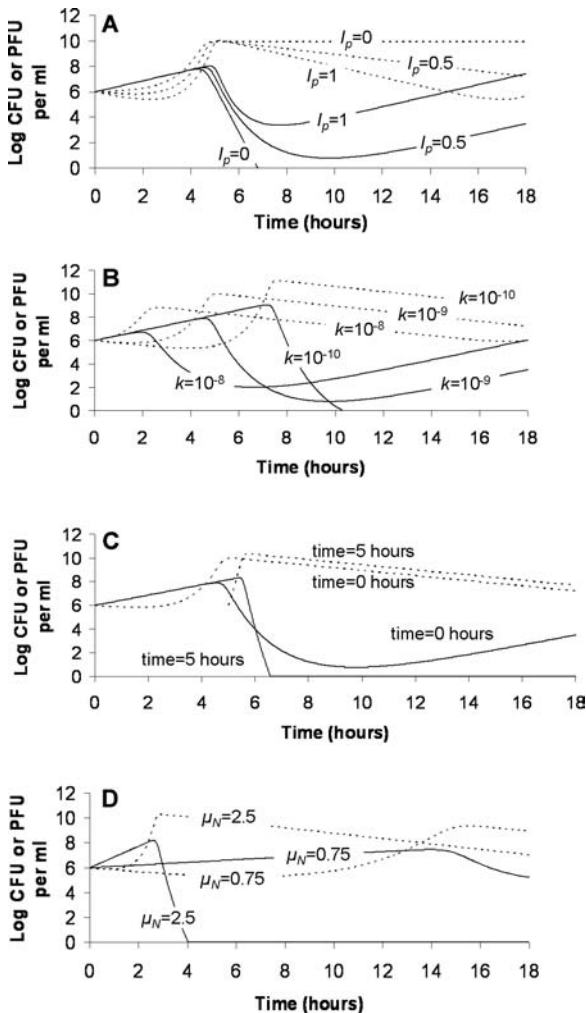 A
Log CFU or PFU
per ml
12
10
8
6
4
2
0
I_p=0
I_p=0.5
I_p=1
I_p=1
I_p=0.5
I_p=0
0 2 4 6 8 10 12 14 16 18
Time (hours)
B
Log CFU or PFU
per ml
12
10
8
6
4
2
0
k=10⁻¹⁰
k=10⁻⁹
k=10⁻⁸
k=10⁻¹⁰
k=10⁻⁸
k=10⁻⁹
0 2 4 6 8 10 12 14 16 18
Time (hours)
C
Log CFU or PFU
per ml
12
10
8
6
4
2
0
time=5 hours
time=0 hours
time=0 hours
time=5 hours
0 2 4 6 8 10 12 14 16 18
Time (hours)
D
Log CFU or PFU
per ml
12
10
8
6
4
2
0
μ_N=2.5
μ_N=0.75
μ_N=0.75
μ_N=2.5
0 2 4 6 8 10 12 14 16 18
Time (hours)